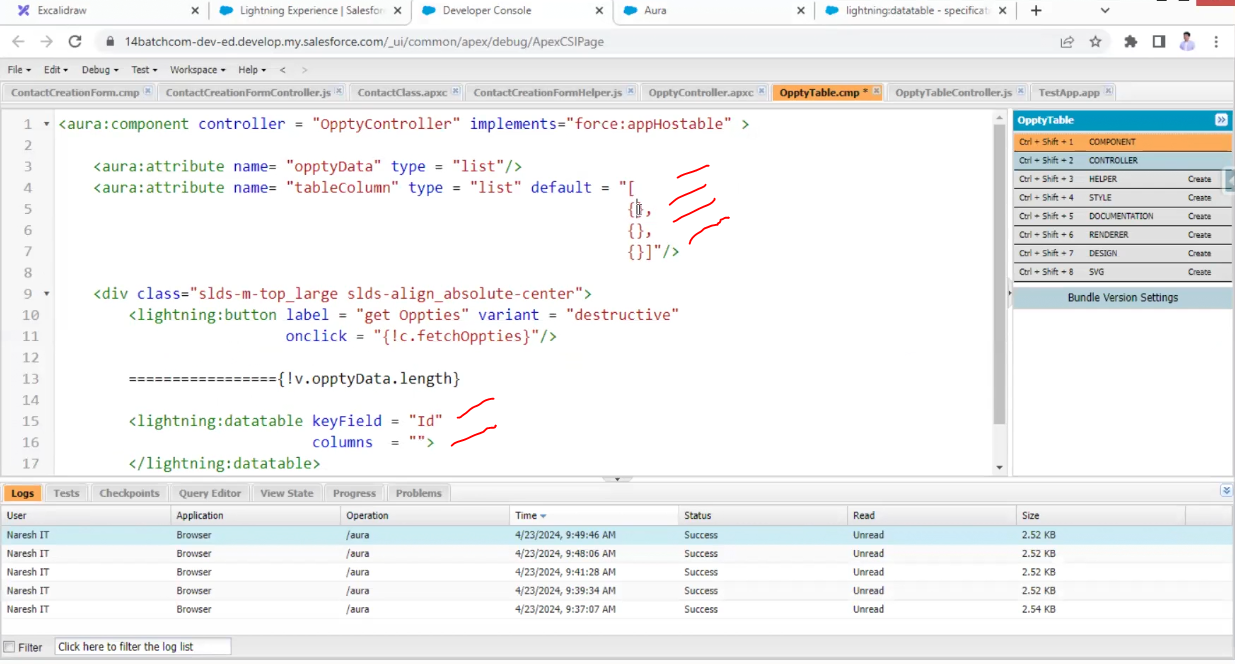 Excalidraw
Lightning Experience | Salesfor
Developer Console
Aura
lightning:datatable - specificat
14batchcom-dev-ed.develop.my.salesforce.com/_ui/common/apex/debug/ApexCSIPage
File Edit Debug Test Workspace Help < >
ContactCreationForm.cmp ContactCreationFormController.js ContactClass.apxc ContactCreationFormHelper.js OpptyController.apxc OpptyTable.cmp * OpptyTableController.js TestApp.app
1 <aura:component controller = "OpptyController" implements="force:appHostable" >
2
3 <aura:attribute name= "opptyData" type = "list"/>
4 <aura:attribute name= "tableColumn" type = "list" default = "[
5 {},
6 {},
7 {}]"/>
8
9 <div class="slds-m-top_large slds-align_absolute-center">
10 <lightning:button label = "get Oppties" variant = "destructive"
11 onclick = "{!c.fetchOppties}"/>
12
13 ================={!v.opptyData.length}
14
15 <lightning:datatable keyField = "Id"
16 columns = "">
17 </lightning:datatable>
OpptyTable
Ctrl + Shift + 1 COMPONENT
Ctrl + Shift + 2 CONTROLLER
Ctrl + Shift + 3 HELPER Create
Ctrl + Shift + 4 STYLE Create
Ctrl + Shift + 5 DOCUMENTATION Create
Ctrl + Shift + 6 RENDERER Create
Ctrl + Shift + 7 DESIGN Create
Ctrl + Shift + 8 SVG Create
Bundle Version Settings
Logs Tests Checkpoints Query Editor View State Progress Problems
User Application Operation Time Status Read Size
Naresh IT Browser /aura 4/23/2024, 9:49:46 AM Success Unread 2.52 KB
Naresh IT Browser /aura 4/23/2024, 9:48:06 AM Success Unread 2.52 KB
Naresh IT Browser /aura 4/23/2024, 9:41:28 AM Success Unread 2.52 KB
Naresh IT Browser /aura 4/23/2024, 9:39:34 AM Success Unread 2.52 KB
Naresh IT Browser /aura 4/23/2024, 9:37:07 AM Success Unread 2.54 KB
Filter Click here to filter the log list